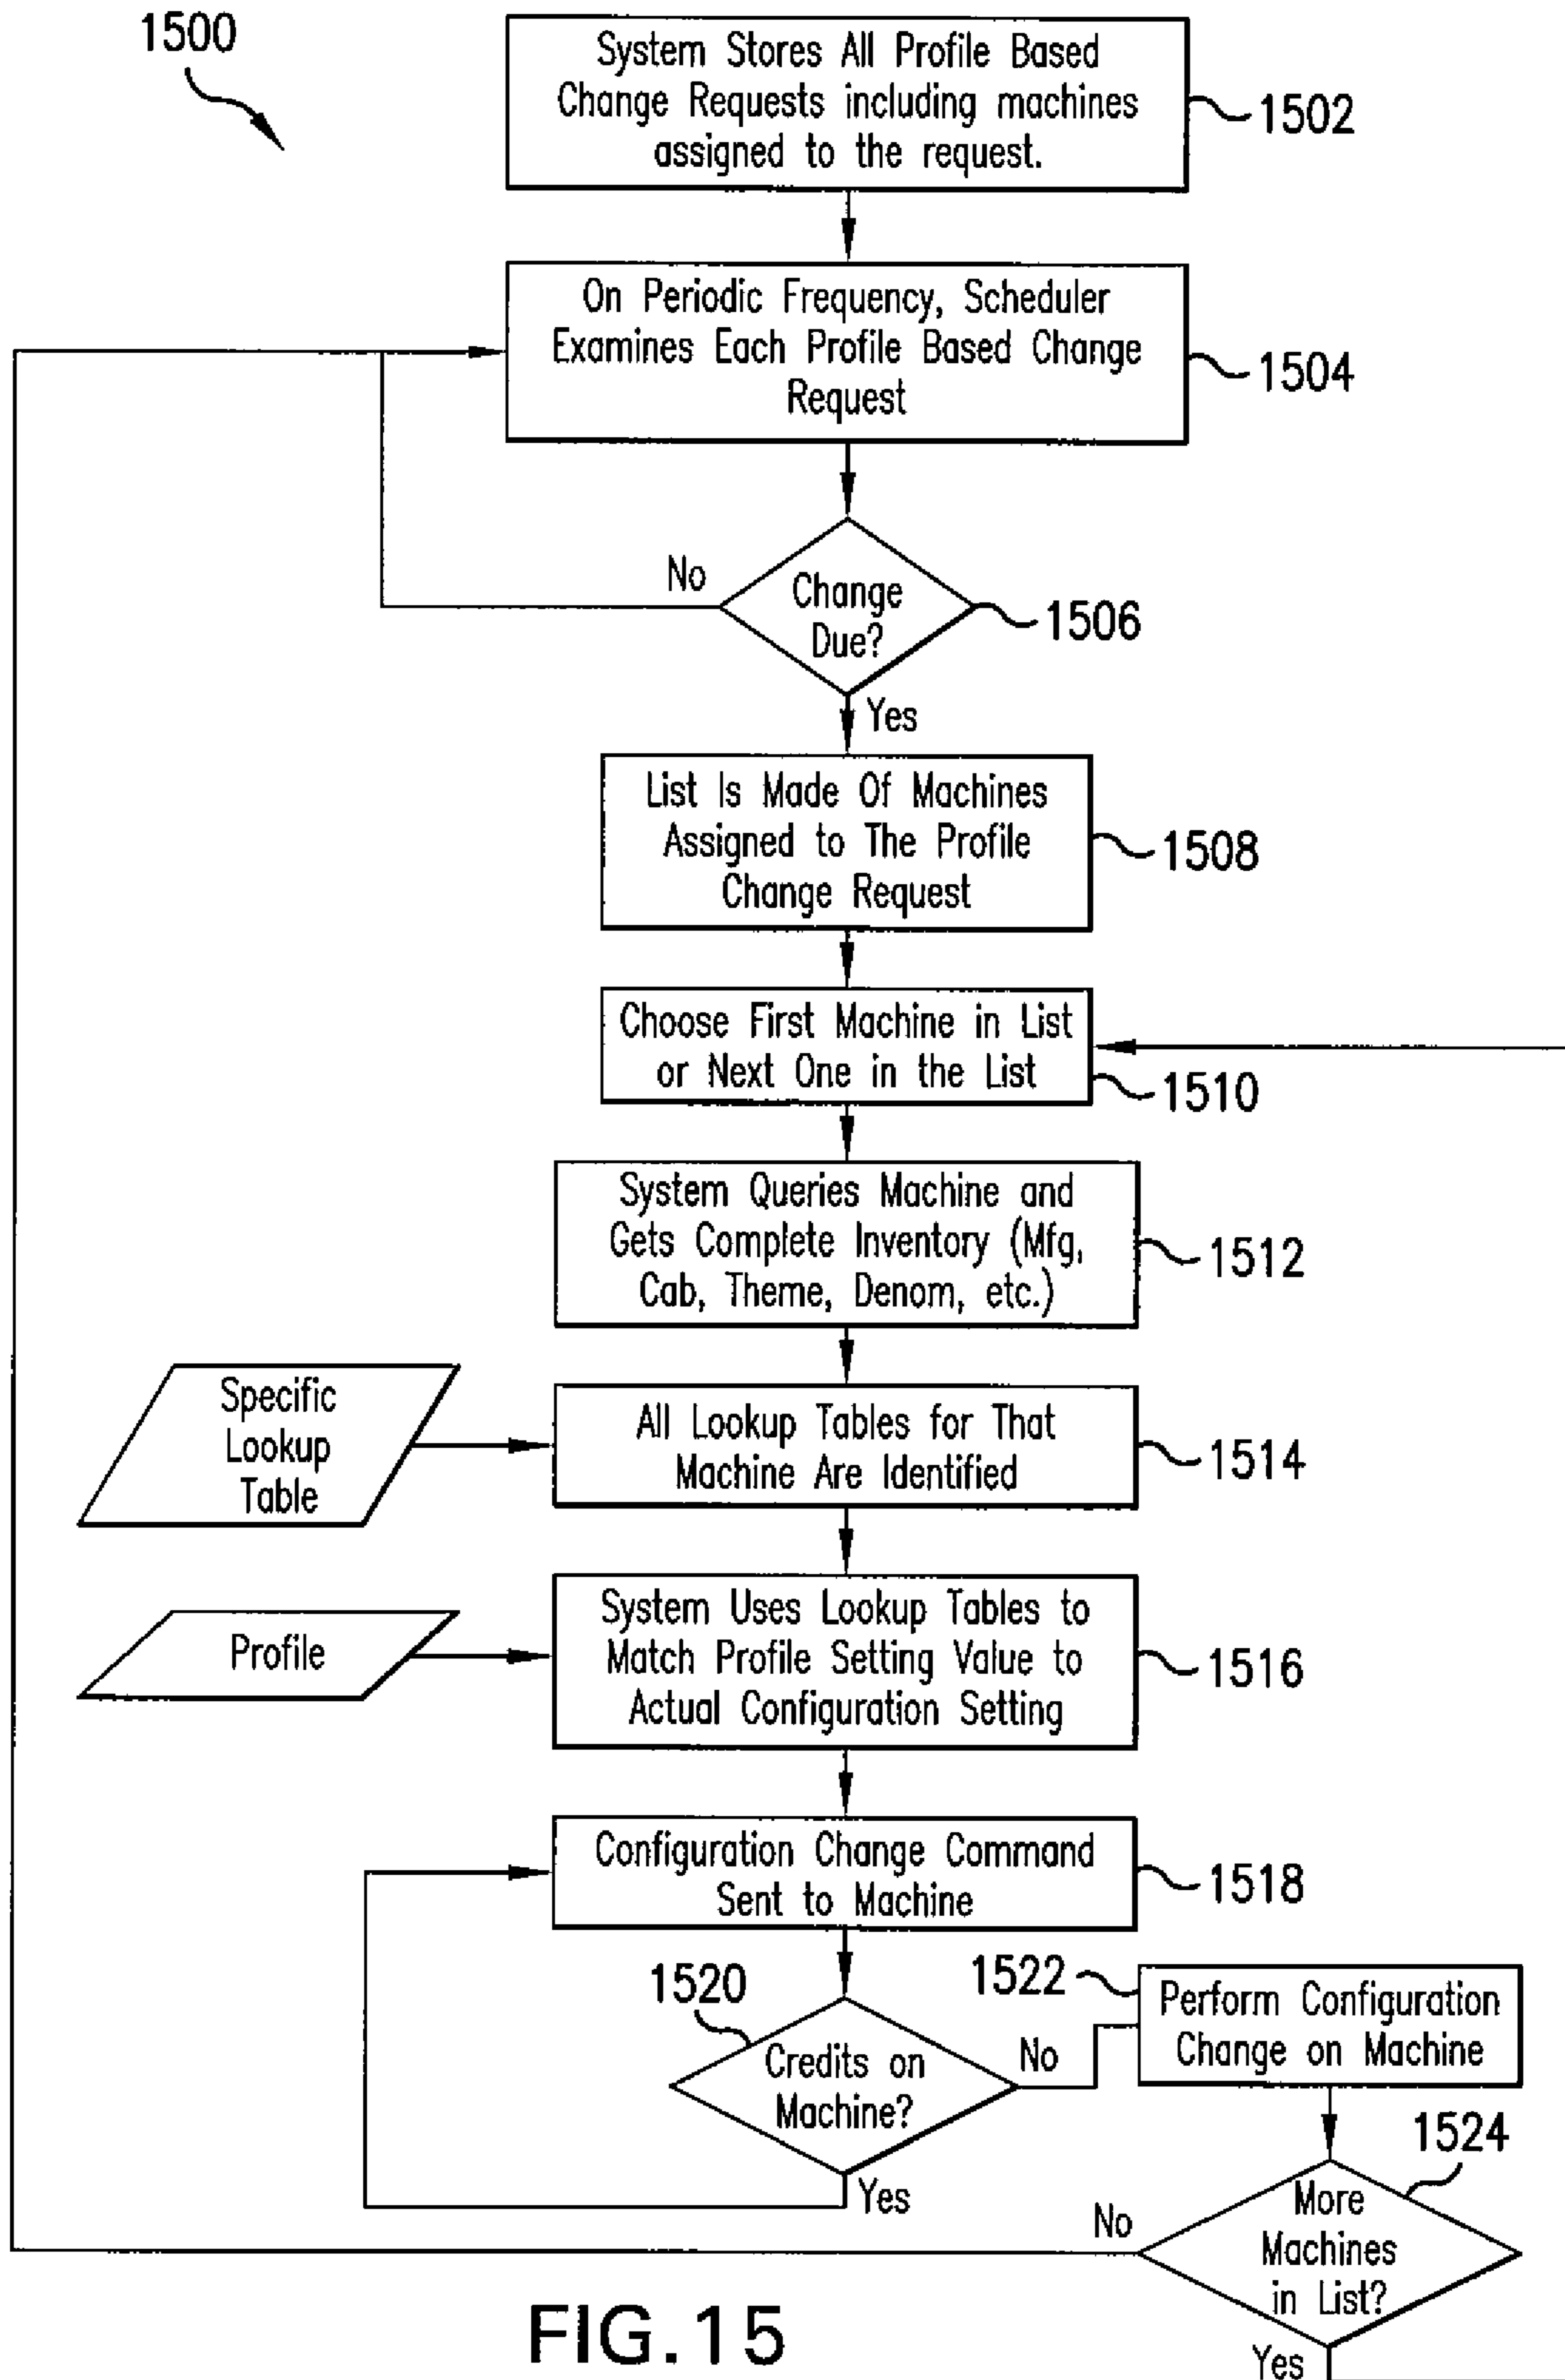 1500
System Stores All Profile Based
Change Requests including machines
assigned to the request.
1502
On Periodic Frequency, Scheduler
Examines Each Profile Based Change
Request
1504
No
Change
Due?
1506
Yes
List Is Made Of Machines
Assigned to The Profile
Change Request
1508
Choose First Machine in List
or Next One in the List
1510
System Queries Machine and
Gets Complete Inventory (Mfg,
Cab, Theme, Denom, etc.)
1512
Specific
Lookup
Table
All Lookup Tables for That
Machine Are Identified
1514
Profile
System Uses Lookup Tables to
Match Profile Setting Value to
Actual Configuration Setting
1516
Configuration Change Command
Sent to Machine
1518
1520
Credits on
Machine?
No
Yes
1522
Perform Configuration
Change on Machine
1524
No
More
Machines
in List?
Yes
FIG.15